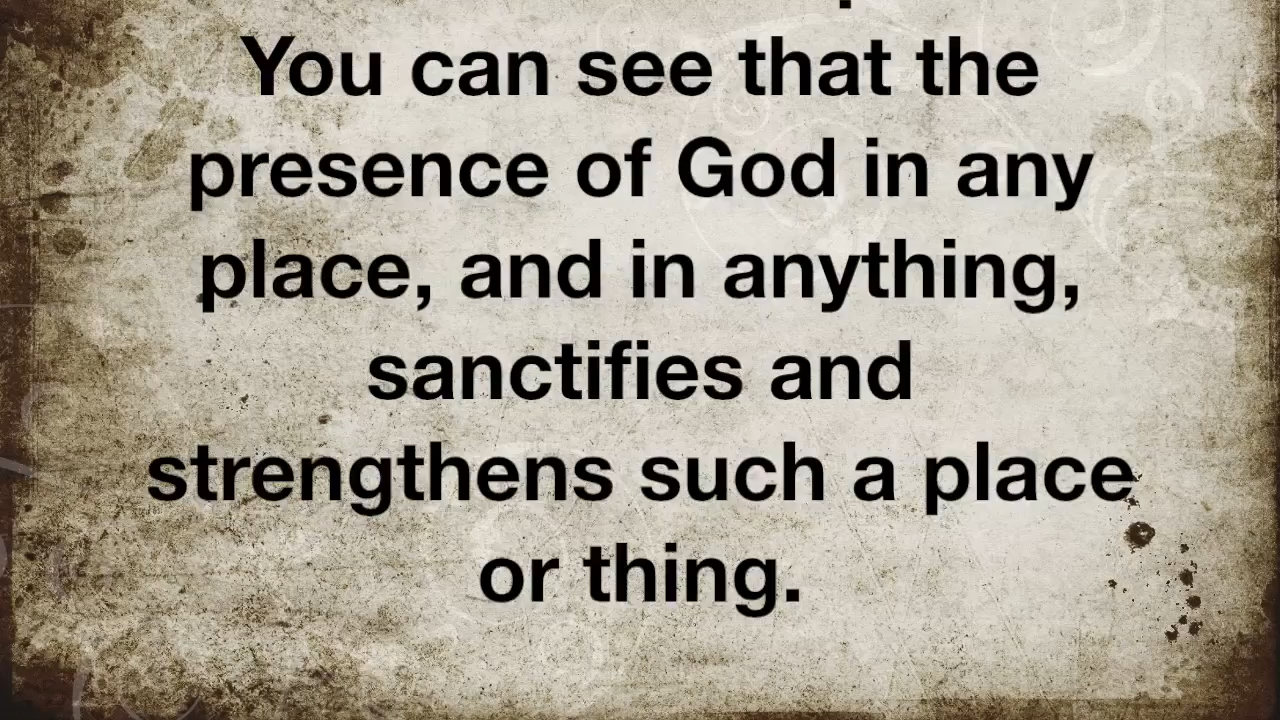 You can see that the
presence of God in any
place, and in anything,
sanctifies and
strengthens such a place
or thing.